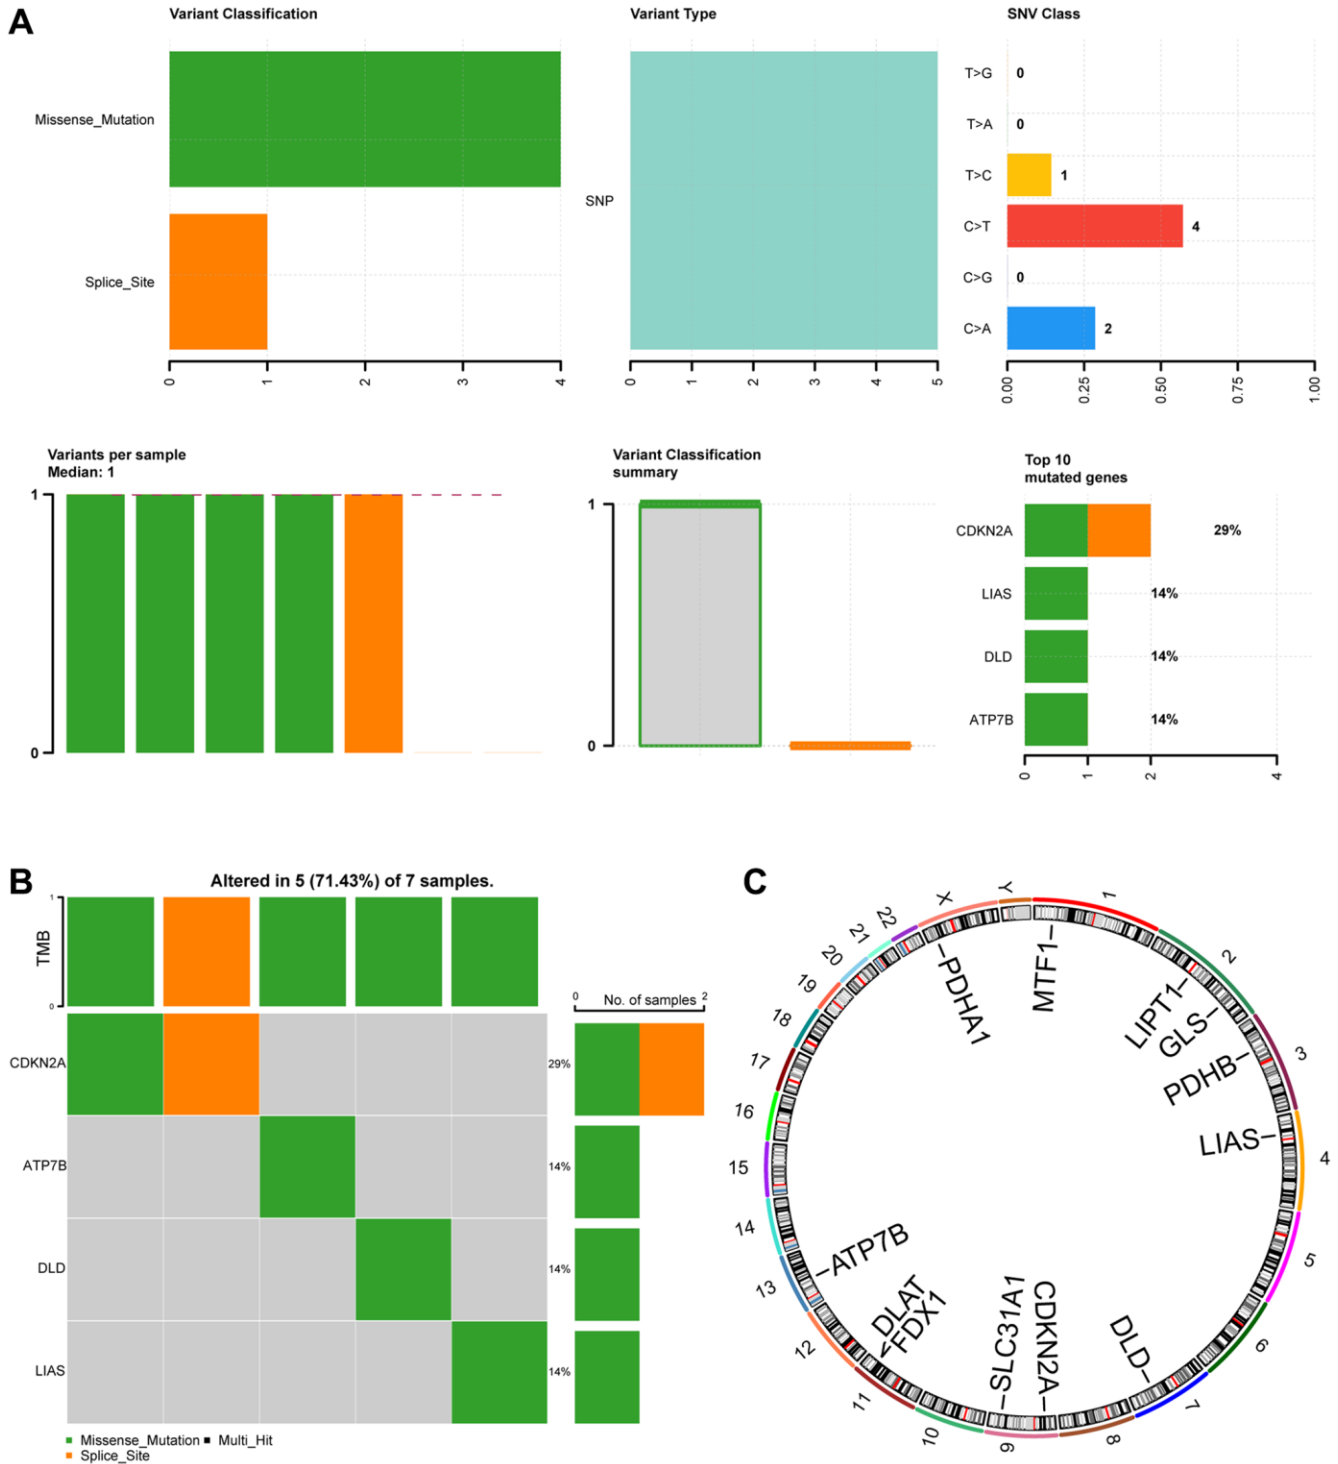 A
Variant Classification
Missense_Mutation
Splice_Site
0 1 2 3 4
Variant Type
SNP
0 1 2 3 4 5
SNV Class
T>G 0
T>A 0
T>C 1
C>T 4
C>G 0
C>A 2
0.00 0.25 0.50 0.75 1.00
Variants per sample
Median: 1
1
0
Variant Classification
summary
1
0
Top 10
mutated genes
CDKN2A 29%
LIAS 14%
DLD 14%
ATP7B 14%
0 1 2 4
B
Altered in 5 (71.43%) of 7 samples.
TMB
1
0
0 No. of samples 2
CDKN2A 29%
ATP7B 14%
DLD 14%
LIAS 14%
Missense_Mutation Multi_Hit
Splice_Site
C
1
2
3
4
5
6
7
8
9
10
11
12
13
14
15
16
17
18
19
20
21
22
X
Y
MTF1
LIPT1
GLS
PDHB
LIAS
DLD
CDKN2A
SLC31A1
FDX1
DLAT
ATP7B
PDHA1